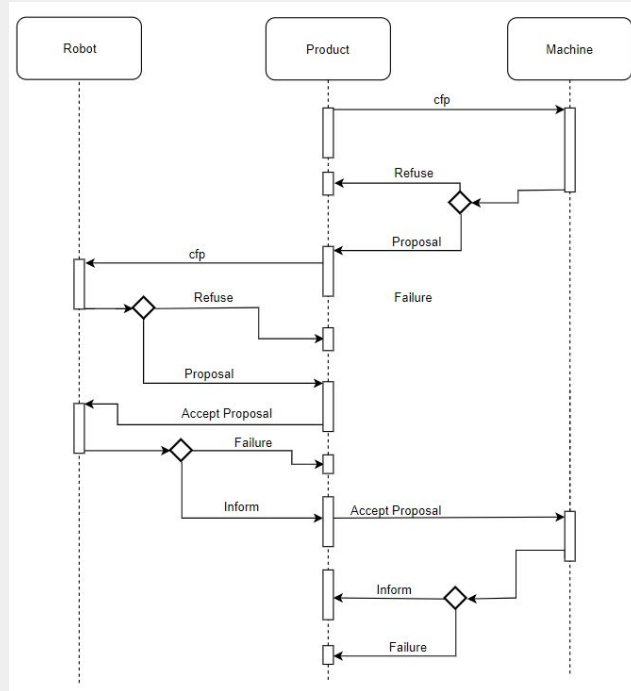 Robot
Product
Machine
cfp
Refuse
Proposal
cfp
Refuse
Failure
Proposal
Accept Proposal
Failure
Inform
Accept Proposal
Inform
Failure